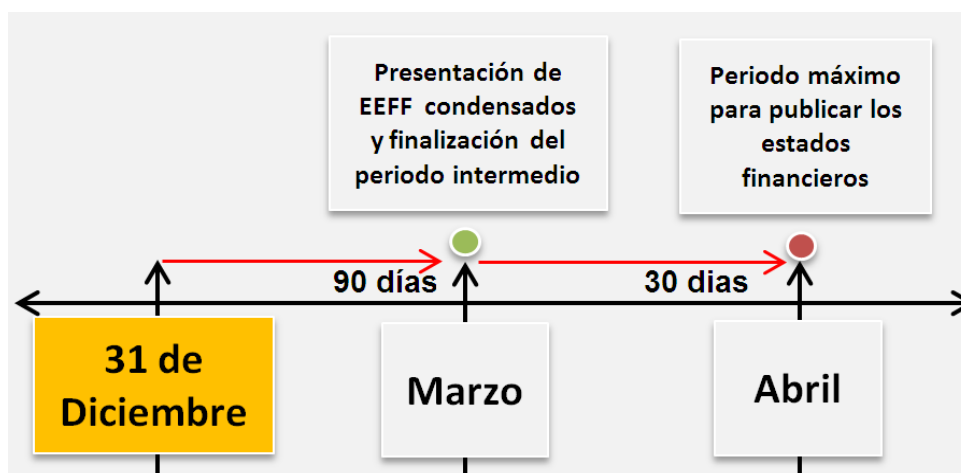 Presentación de
EEFF condensados
y finalización del
periodo intermedio
Periodo máximo
para publicar los
estados
financieros
90 días
30 dias
31 de
Diciembre
Marzo
Abril